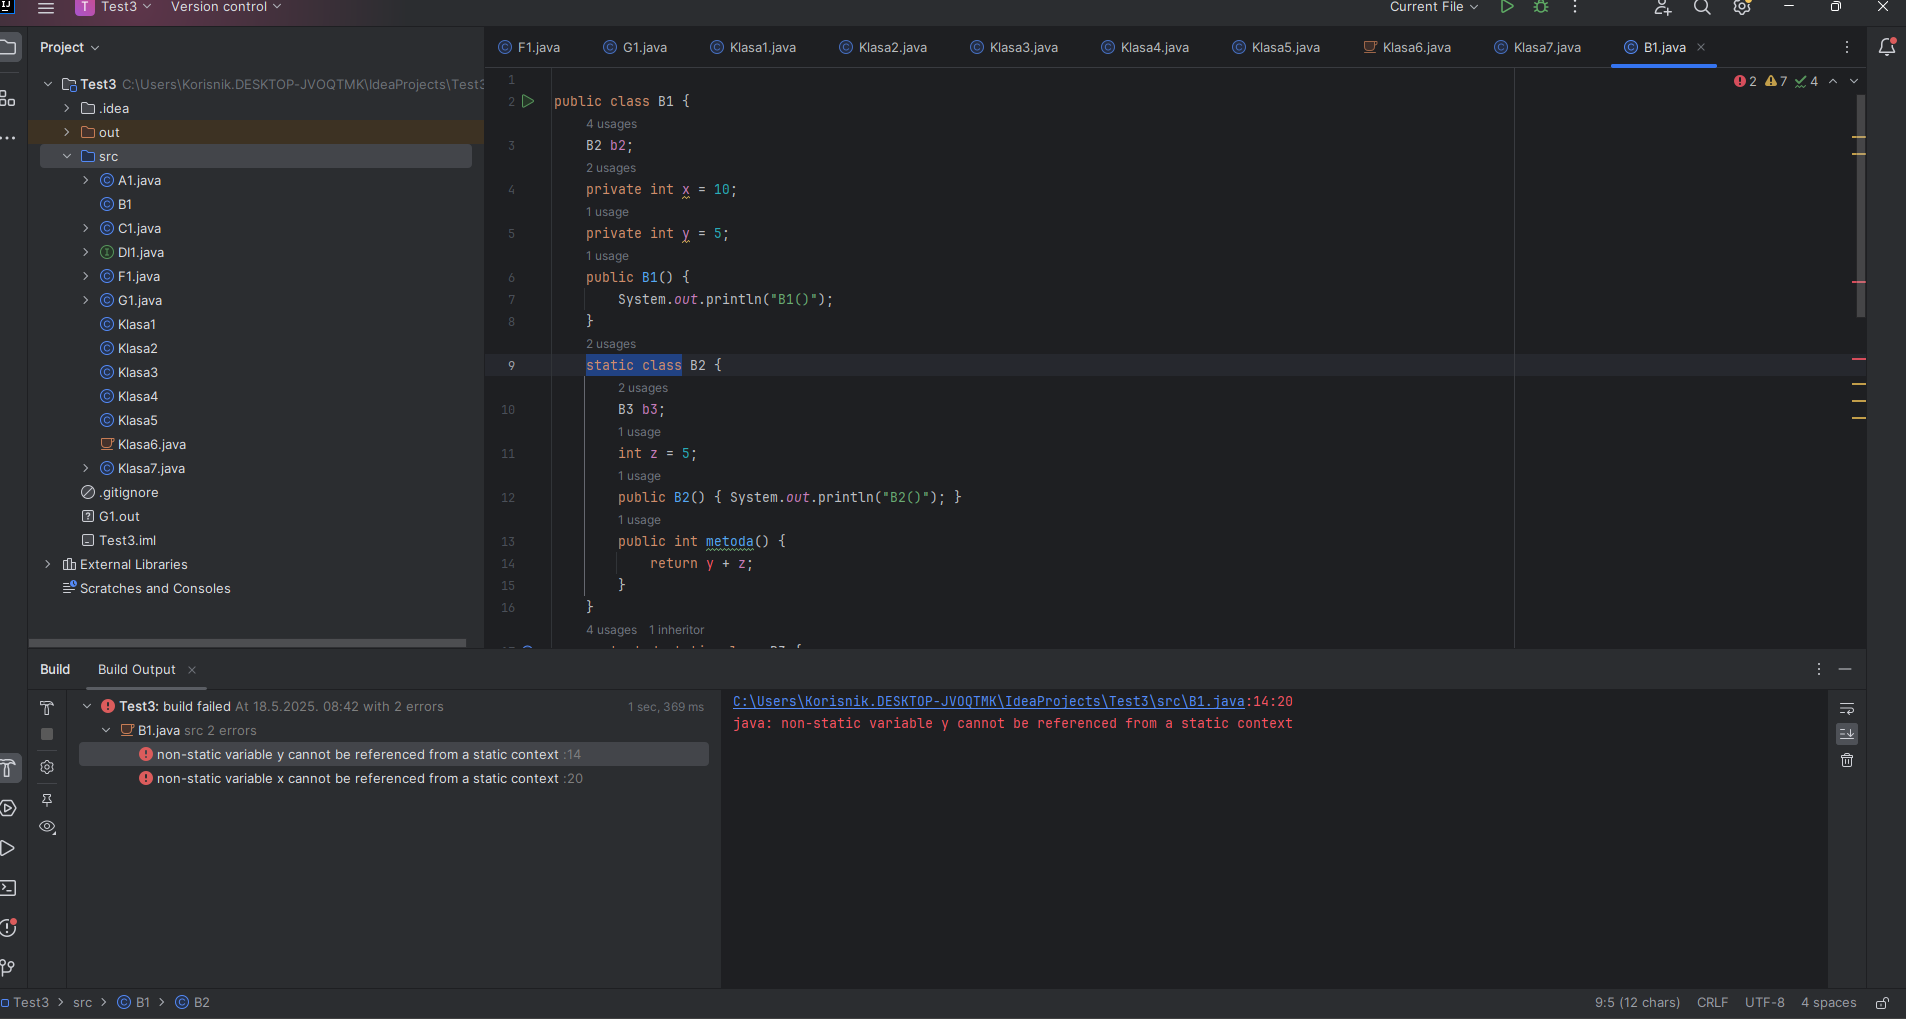 T Test3 Version control Current File
Project
F1.java G1.java Klasa1.java Klasa2.java Klasa3.java Klasa4.java Klasa5.java Klasa6.java Klasa7.java B1.java
2 7 4
Test3 C:\Users\Korisnik.DESKTOP-JVOQTMK\IdeaProjects\Test3
.idea
out
src
A1.java
B1
C1.java
DI1.java
F1.java
G1.java
Klasa1
Klasa2
Klasa3
Klasa4
Klasa5
Klasa6.java
Klasa7.java
.gitignore
G1.out
Test3.iml
External Libraries
Scratches and Consoles
1
2 public class B1 {
4 usages
3 B2 b2;
2 usages
4 private int x = 10;
1 usage
5 private int y = 5;
1 usage
6 public B1() {
7 System.out.println("B1()");
8 }
2 usages
9 static class B2 {
2 usages
10 B3 b3;
1 usage
11 int z = 5;
1 usage
12 public B2() { System.out.println("B2()"); }
1 usage
13 public int metoda() {
14 return y + z;
15 }
16 }
4 usages 1 inheritor
Build Build Output
Test3: build failed At 18.5.2025. 08:42 with 2 errors 1 sec, 369 ms
B1.java src 2 errors
non-static variable y cannot be referenced from a static context :14
non-static variable x cannot be referenced from a static context :20
C:\Users\Korisnik.DESKTOP-JVOQTMK\IdeaProjects\Test3\src\B1.java:14:20
java: non-static variable y cannot be referenced from a static context
Test3 src B1 B2
9:5 (12 chars) CRLF UTF-8 4 spaces